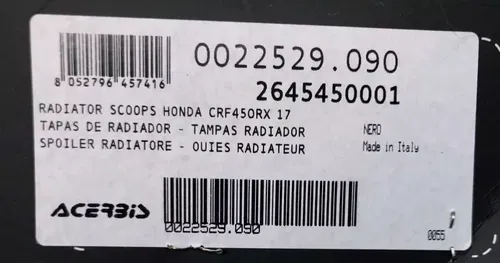 0022529.090
8 052796 457416
2645450001
RADIATOR SCOOPS HONDA CRF450RX 17
TAPAS DE RADIADOR - TAMPAS RADIADOR
NERO
SPOILER RADIATORE - OUIES RADIATEUR
Made in Italy
ACERBIS
0022529.090
0055